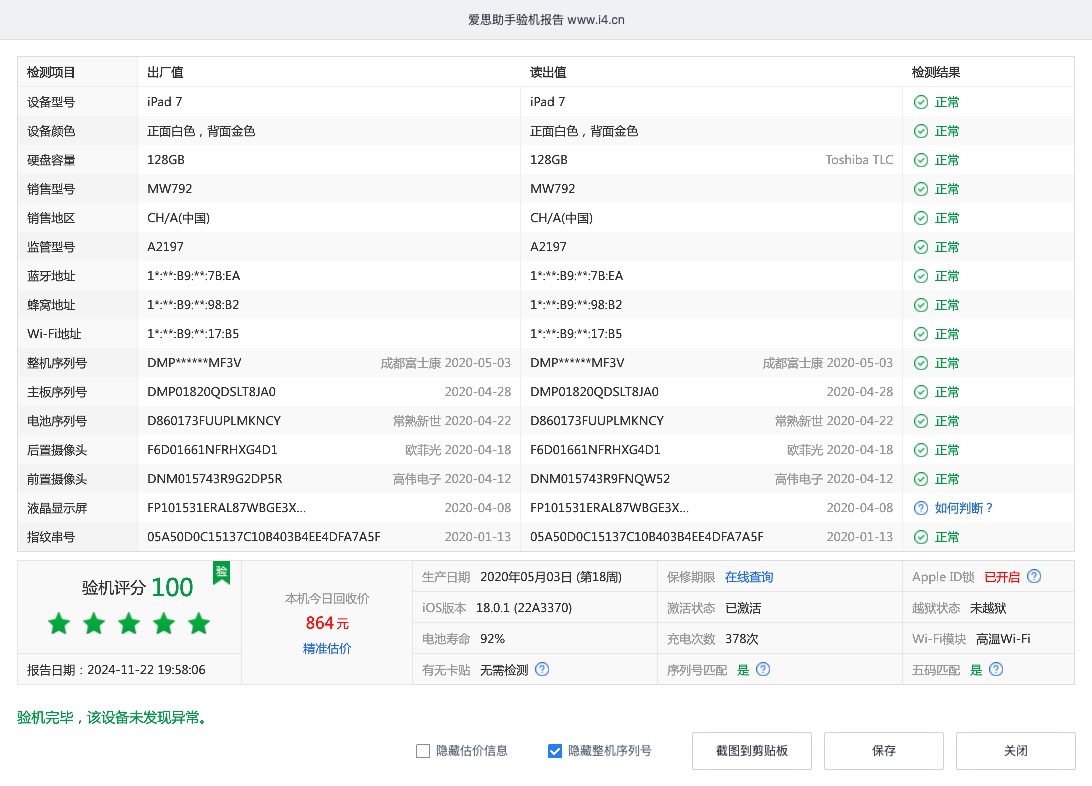 爱思助手验机报告 www.i4.cn
检测项目 出厂值 读出值 检测结果
设备型号 iPad 7 iPad 7 正常
设备颜色 正面白色，背面金色 正面白色，背面金色 正常
硬盘容量 128GB 128GB Toshiba TLC 正常
销售型号 MW792 MW792 正常
销售地区 CH/A(中国) CH/A(中国) 正常
监管型号 A2197 A2197 正常
蓝牙地址 1*:**:B9:**:7B:EA 1*:**:B9:**:7B:EA 正常
蜂窝地址 1*:**:B9:**:98:B2 1*:**:B9:**:98:B2 正常
Wi-Fi地址 1*:**:B9:**:17:B5 1*:**:B9:**:17:B5 正常
整机序列号 DMP******MF3V 成都富士康 2020-05-03 DMP******MF3V 成都富士康 2020-05-03 正常
主板序列号 DMP01820QDSLT8JA0 2020-04-28 DMP01820QDSLT8JA0 2020-04-28 正常
电池序列号 D860173FUUPLMKNCY 常熟新世 2020-04-22 D860173FUUPLMKNCY 常熟新世 2020-04-22 正常
后置摄像头 F6D01661NFRHXG4D1 欧菲光 2020-04-18 F6D01661NFRHXG4D1 欧菲光 2020-04-18 正常
前置摄像头 DNM015743R9G2DP5R 高伟电子 2020-04-12 DNM015743R9FNQW52 高伟电子 2020-04-12 正常
液晶显示屏 FP101531ERAL87WBGE3X... 2020-04-08 FP101531ERAL87WBGE3X... 2020-04-08 如何判断？
指纹串号 05A50D0C15137C10B403B4EE4DFA7A5F 2020-01-13 05A50D0C15137C10B403B4EE4DFA7A5F 2020-01-13 正常
验机评分 100 验
报告日期：2024-11-22 19:58:06
本机今日回收价
864 元
精准估价
生产日期 2020年05月03日 (第18周) 保修期限 在线查询 Apple ID锁 已开启
iOS版本 18.0.1 (22A3370) 激活状态 已激活 越狱状态 未越狱
电池寿命 92% 充电次数 378次 Wi-Fi模块 高温Wi-Fi
有无卡贴 无需检测 序列号匹配 是 五码匹配 是
验机完毕，该设备未发现异常。
隐藏估价信息 隐藏整机序列号 截图到剪贴板 保存 关闭